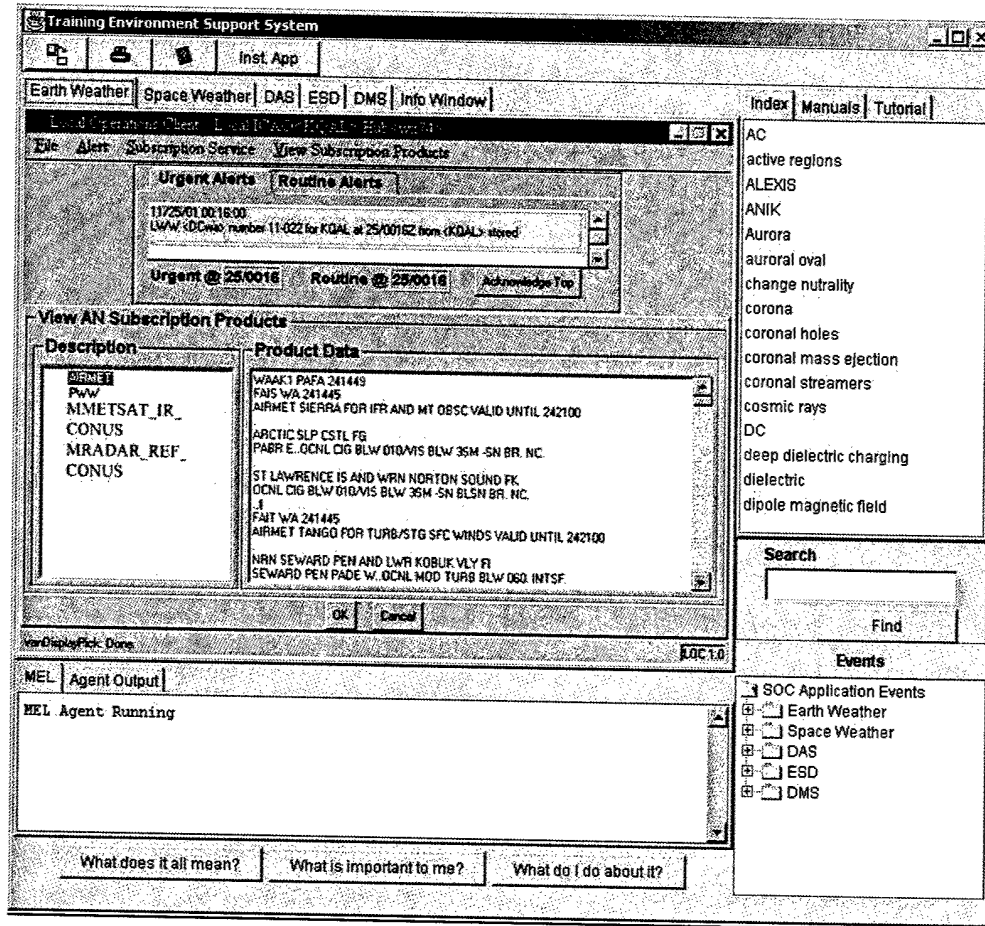 Training Environment Support System
Inst. App
Earth Weather Space Weather DAS ESD DMS Info Window
File Alert Subscription Service View Subscription Products
Urgent Alerts Routine Alerts
11/25/01 00:16:00
LWW number 11-022 for KQAL at 25/0016Z from <KQAL> stored
Urgent @ 25/0016 Routine @ 25/0016 Acknowledge Top
View AN Subscription Products
Description
AIRMET
PWW
MMETSAT_IR_
CONUS
MRADAR_REF_
CONUS
Product Data
WAAK1 PAFA 241449
FAIS WA 241445
AIRMET SIERRA FOR IFR AND MT OBSC VALID UNTIL 242100
ARCTIC SLP CSTL FG
PABR E..OCNL CIG BLW 010/VIS BLW 3SM -SN BR. NC.
ST LAWRENCE IS AND WRN NORTON SOUND FK
OCNL CIG BLW 010/VIS BLW 3SM -SN BLSN BR. NC.
FAIT WA 241445
AIRMET TANGO FOR TURB/STG SFC WINDS VALID UNTIL 242100
NRN SEWARD PEN AND LWR KOBUK VLY FI
SEWARD PEN PADE W..OCNL MOD TURB BLW 060. INTSF.
OK Cancel
Done
LOC 1.0
MEL Agent Output
MEL Agent Running
What does it all mean? What is important to me? What do I do about it?
Index Manuals Tutorial
AC
active regions
ALEXIS
ANIK
Aurora
auroral oval
change nutrality
corona
coronal holes
coronal mass ejection
coronal streamers
cosmic rays
DC
deep dielectric charging
dielectric
dipole magnetic field
Search
Find
Events
SOC Application Events
Earth Weather
Space Weather
DAS
ESD
DMS